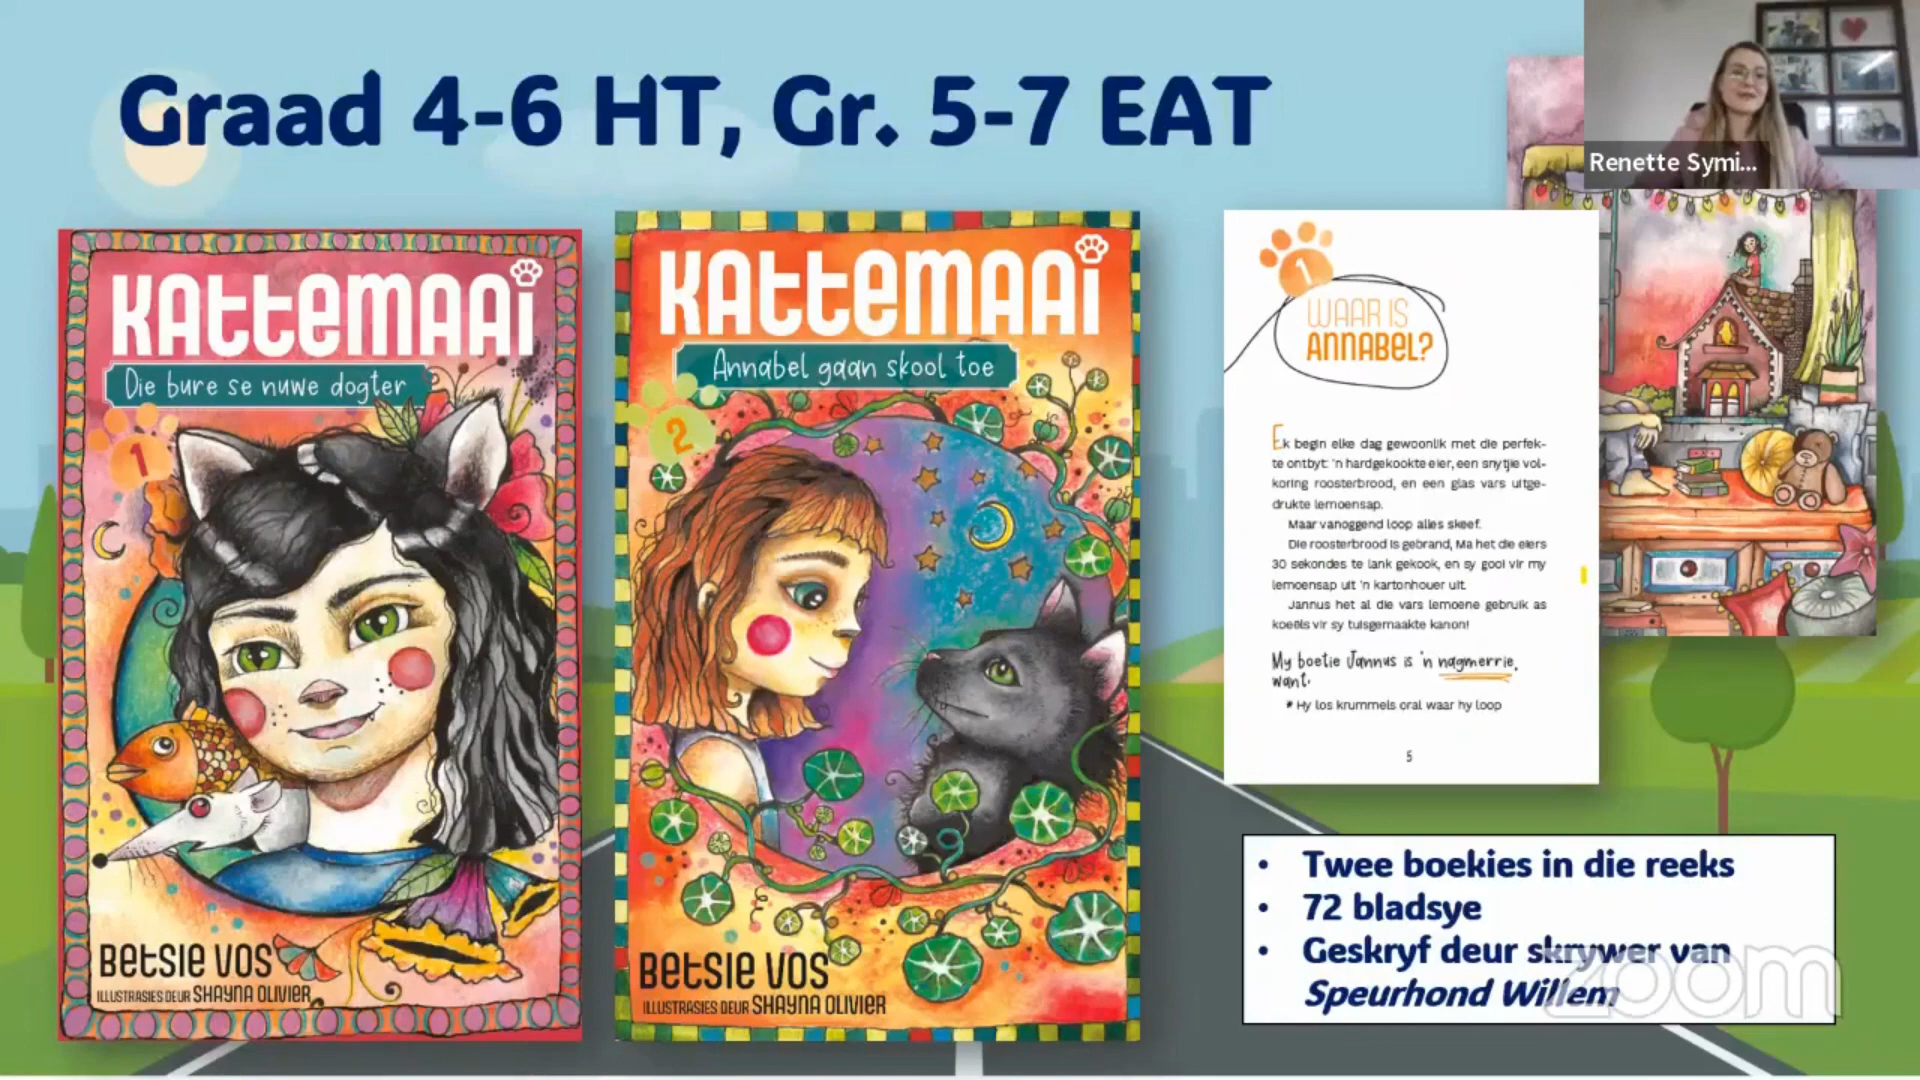 Graad 4-6 HT, Gr. 5-7 EAT
Renette Symi...
KAttemAAi
Die bure se nuwe dogter
1
Betsie Vos
ILLUSTRASIES DEUR SHAYNA OLIVIER
KAttemAAi
Annabel gaan skool toe
2
Betsie Vos
ILLUSTRASIES DEUR SHAYNA OLIVIER
1
WAAR IS
ANNABEL?
Ek begin elke dag gewoonlik met die perfek-
te ontbyt: 'n hardgekookte eier, een snytjie vol-
koring roosterbrood, en een glas vars uitge-
drukte lemoensap.
Maar vanoggend loop alles skeef.
Die roosterbrood is gebrand, Ma het die eiers
30 sekondes te lank gekook, en sy gooi vir my
lemoensap uit 'n kartonhouer uit.
Jannus het al die vars lemoene gebruik as
koeëls vir sy tuisgemaakte kanon!
My boetie Jannus is 'n nagmerrie,
want:
* Hy los krummels oral waar hy loop
5
• Twee boekies in die reeks
• 72 bladsye
• Geskryf deur skrywer van
Speurhond Willem
zoom